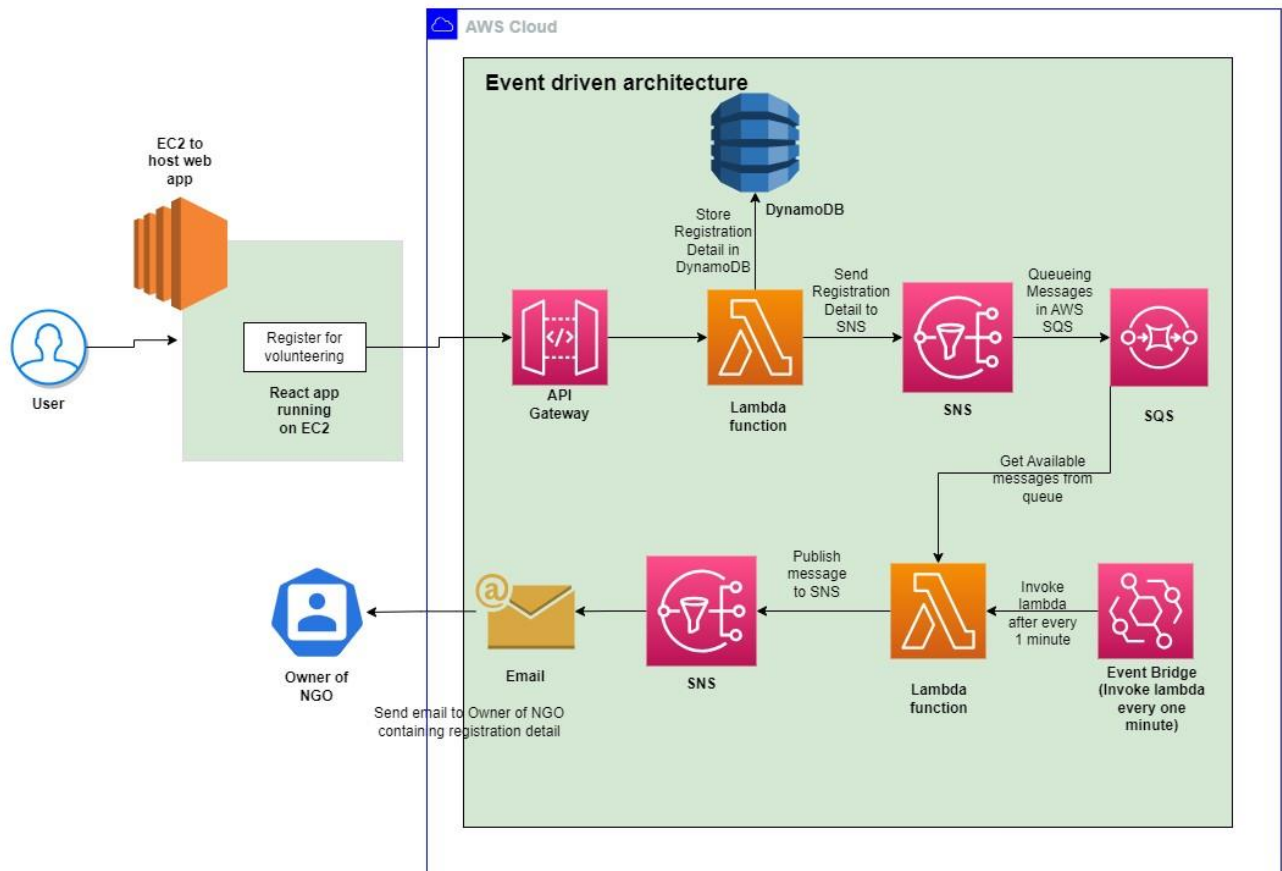 AWS Cloud
Event driven architecture
EC2 to
host web
app
DynamoDB
Store
Registration
Detail in
DynamoDB
Send
Registration
Detail to
SNS
Queueing
Messages
in AWS
SQS
Register for
volunteering
User
React app
running
on EC2
API
Gateway
Lambda
function
SNS
SQS
Get Available
messages from
queue
Publish
message
to SNS
Invoke
lambda
after every
1 minute
@
Owner of
NGO
Email
SNS
Lambda
function
Event Bridge
(Invoke lambda
every one
minute)
Send email to Owner of NGO
containing registration detail